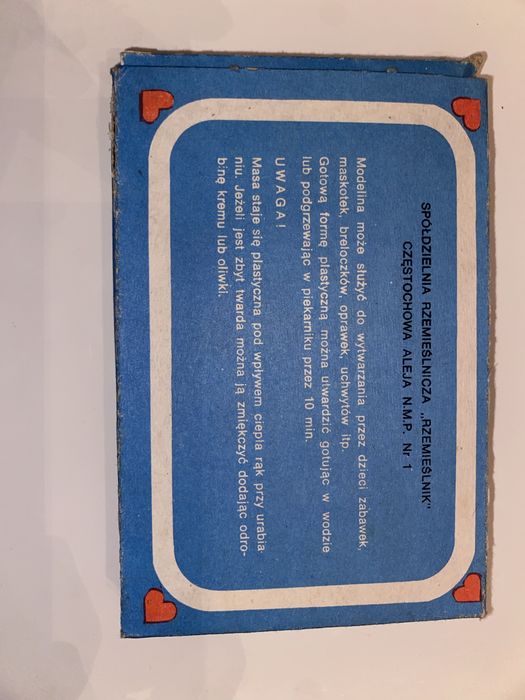 SPÓŁDZIELNIA RZEMIEŚLNICZA „RZEMIEŚLNIK"
CZĘSTOCHOWA ALEJA N.M.P. Nr 1
Modelina może służyć do wytwarzania przez dzieci zabawek,
maskotek, breloczków, oprawek, uchwytów itp.
Gotową formę plastyczną można utwardzić gotując w wodzie
lub podgrzewając w piekarniku przez 10 min.
UWAGA!
Masa staje się plastyczna pod wpływem ciepła rąk przy urabia-
niu. Jeżeli jest zbyt twarda można ją zmiękczyć dodając odro-
binę kremu lub oliwki.